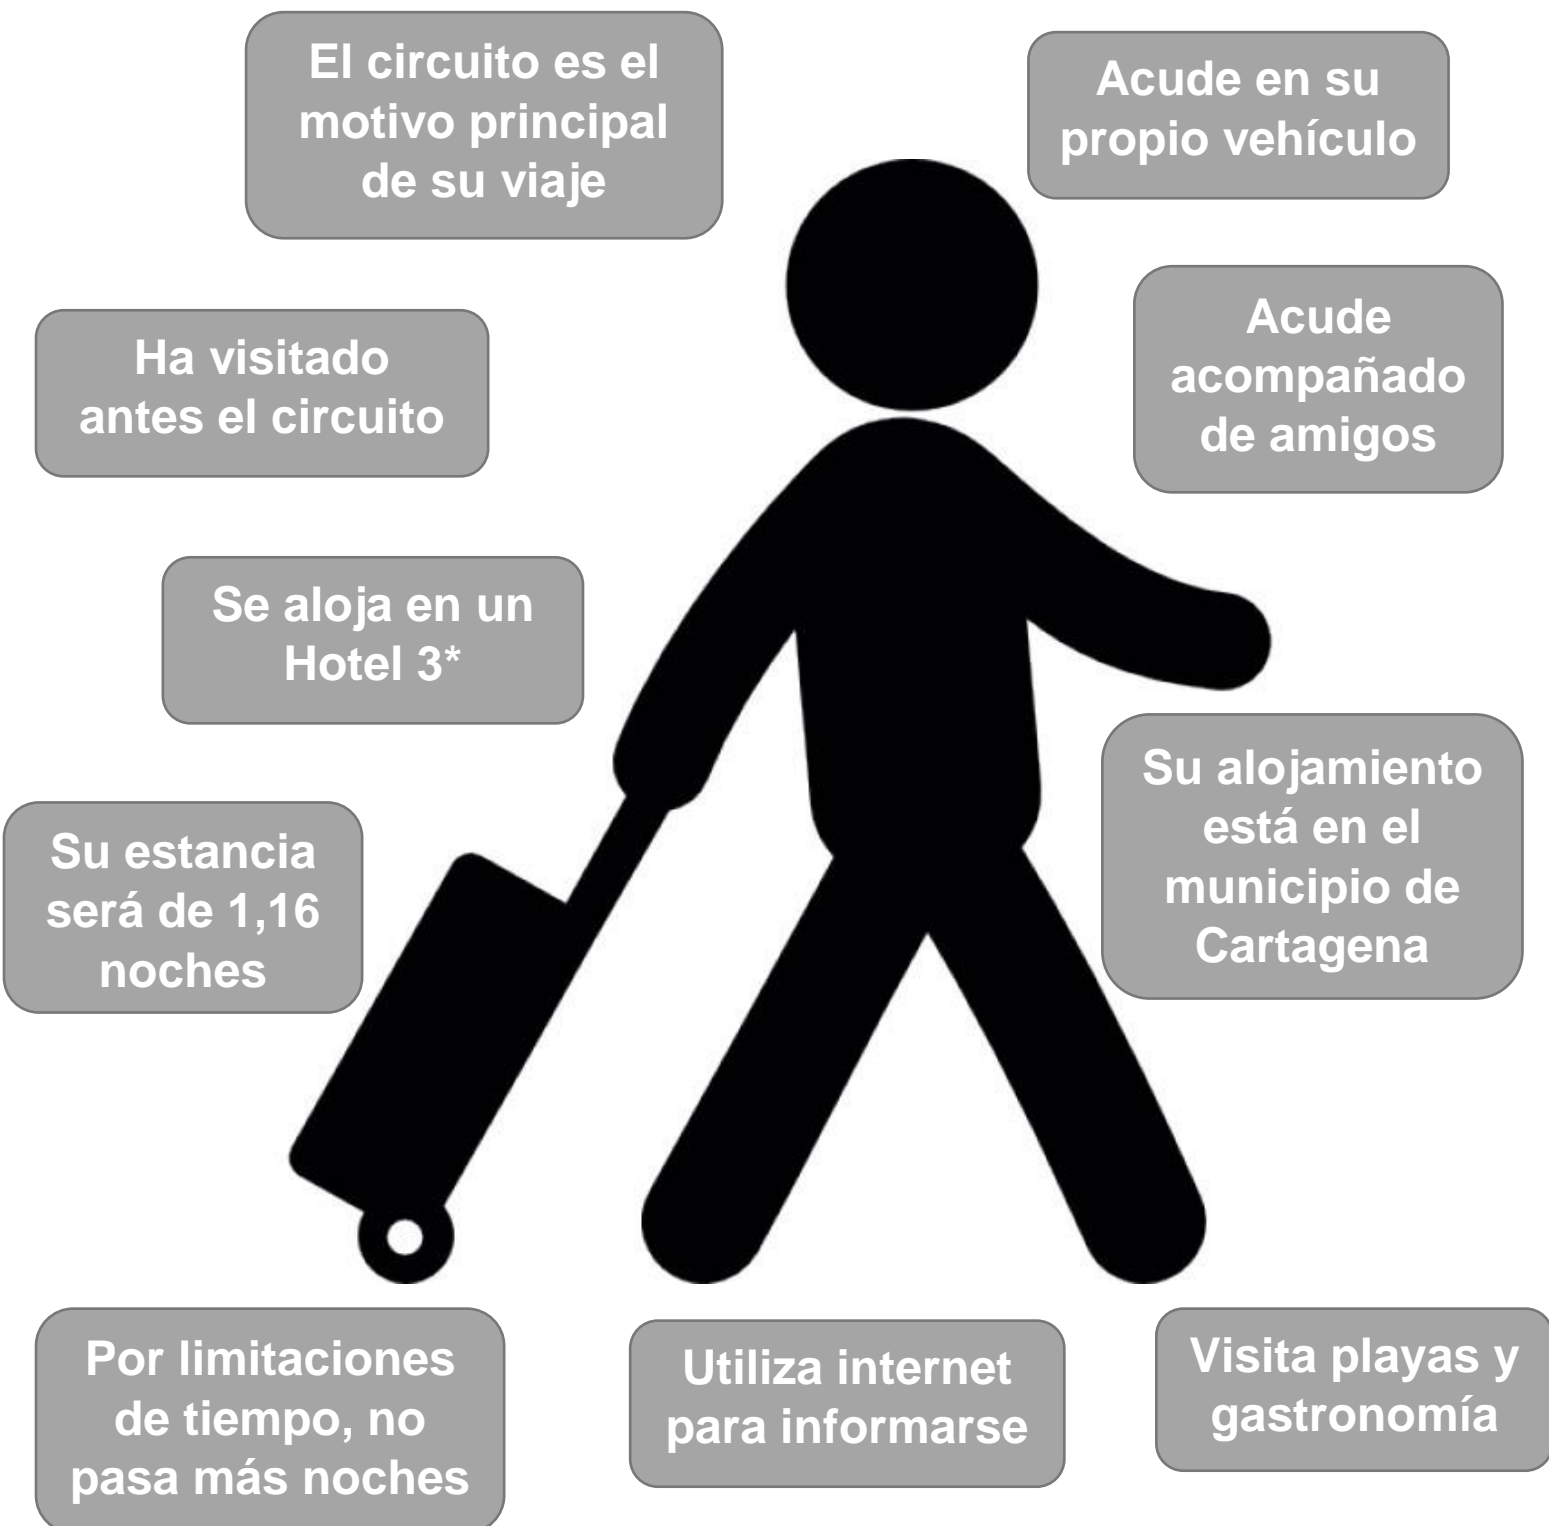 El circuito es el
motivo principal
de su viaje
Acude en su
propio vehículo
Ha visitado
antes el circuito
Acude
acompañado
de amigos
Se aloja en un
Hotel 3*
Su alojamiento
está en el
municipio de
Cartagena
Su estancia
será de 1,16
noches
Por limitaciones
de tiempo, no
pasa más noches
Utiliza internet
para informarse
Visita playas y
gastronomía